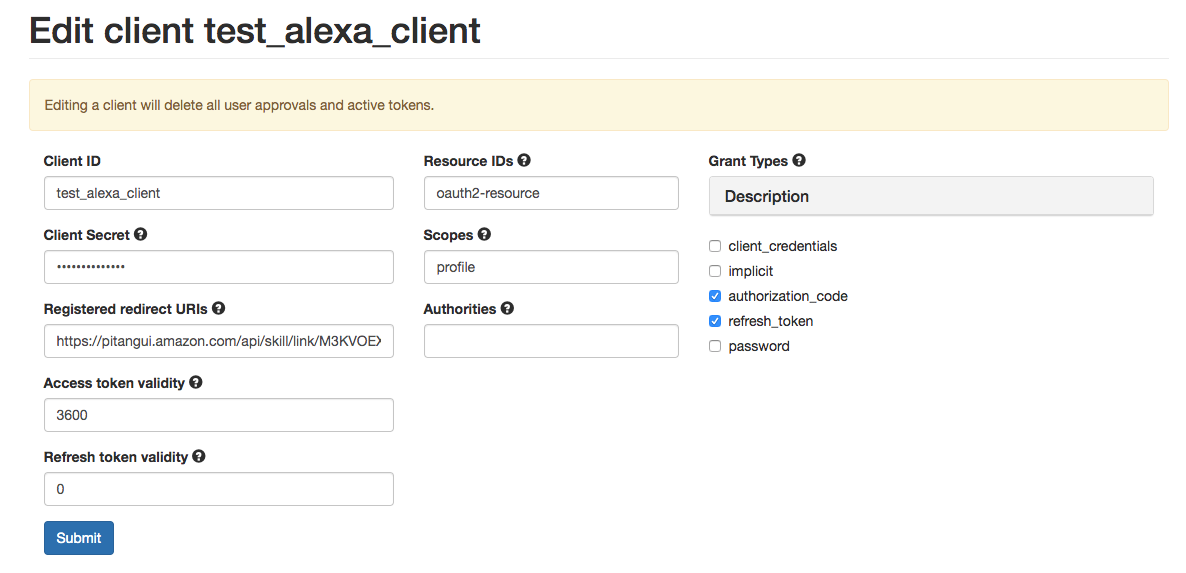 Edit client test_alexa_client
Editing a client will delete all user approvals and active tokens.
Client ID
test_alexa_client
Client Secret
••••••••••••••
Registered redirect URIs
https://pitangui.amazon.com/api/skill/link/M3KVOEX
Access token validity
3600
Refresh token validity
0
Submit
Resource IDs
oauth2-resource
Scopes
profile
Authorities
Grant Types
Description
client_credentials
implicit
authorization_code
refresh_token
password